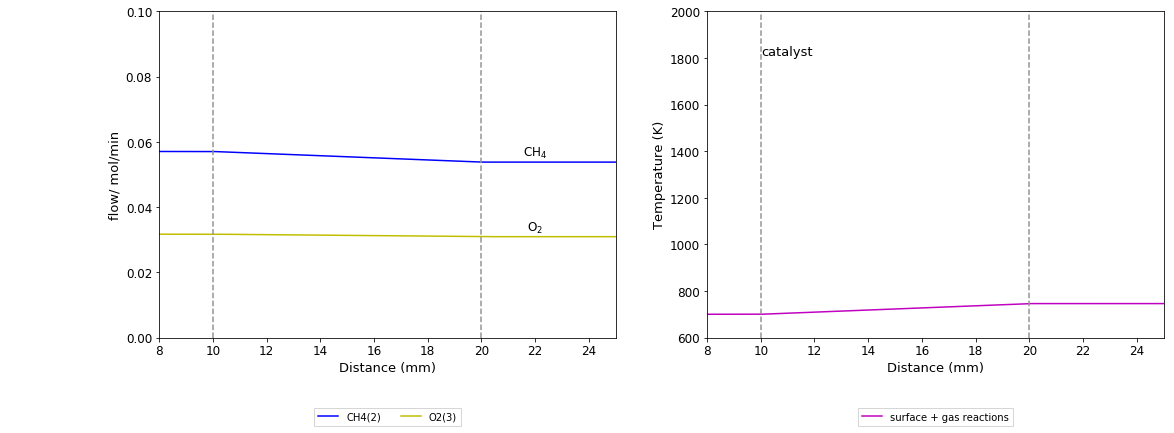 0.10
0.08
0.06
0.04
0.02
0.00
flow/ mol/min
CH4
O2
8 10 12 14 16 18 20 22 24
Distance (mm)
CH4(2) O2(3)
2000
1800
1600
1400
1200
1000
800
600
Temperature (K)
catalyst
8 10 12 14 16 18 20 22 24
Distance (mm)
surface + gas reactions